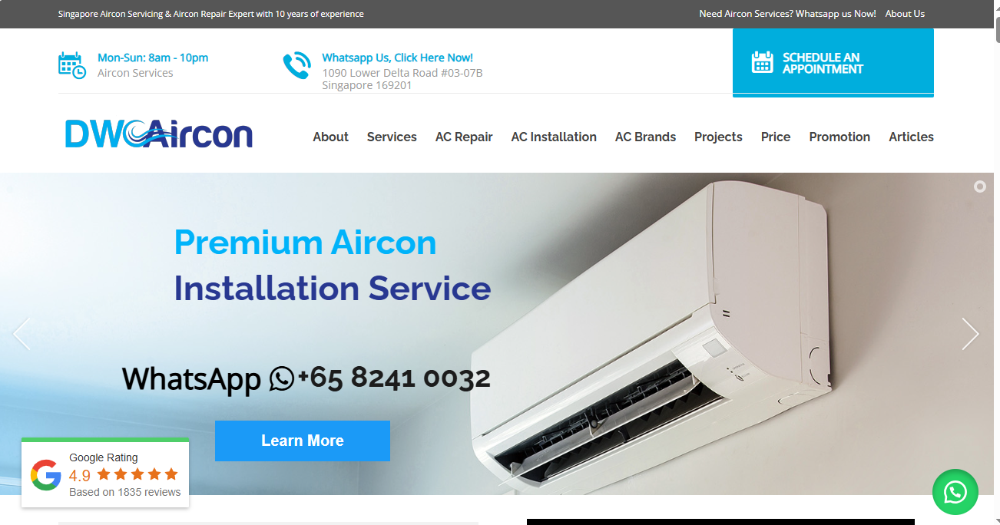 Singapore Aircon Servicing & Aircon Repair Expert with 10 years of experience
Need Aircon Services? Whatsapp us Now!
About Us
Mon-Sun: 8am - 10pm
Aircon Services
Whatsapp Us, Click Here Now!
1090 Lower Delta Road #03-07B
Singapore 169201
SCHEDULE AN
APPOINTMENT
DWCAircon
About
Services
AC Repair
AC Installation
AC Brands
Projects
Price
Promotion
Articles
Premium Aircon
Installation Service
WhatsApp +65 8241 0032
Learn More
Google Rating
4.9
Based on 1835 reviews